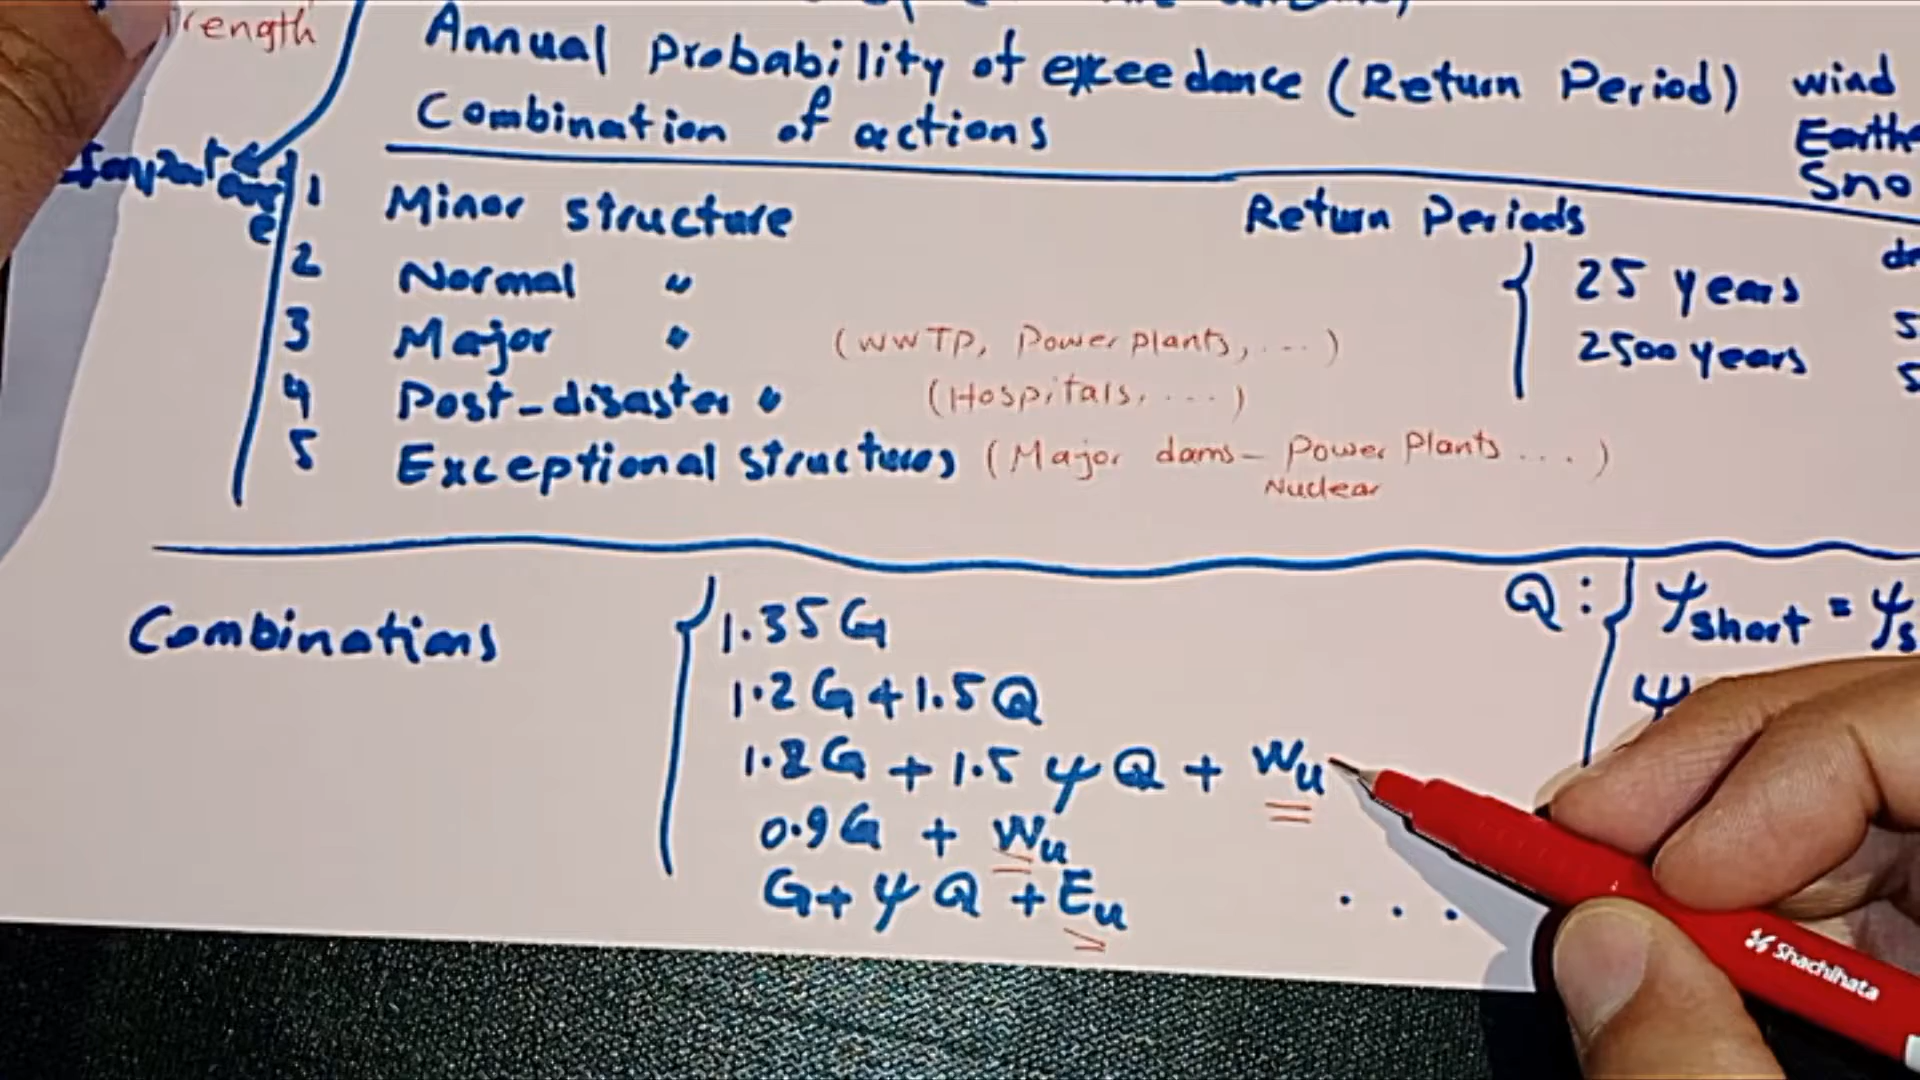 Annual Probability of exceedance (Return Period) wind
Combination of actions
1 Minor structure Return Periods
2 Normal " 25 years
3 Major " (WWTP, Power plants, ...) 2500 years
4 Post-disaster " (Hospitals, ...)
5 Exceptional structures (Major dams - Power Plants ...)
Nuclear
Combinations
1.35G
1.2G + 1.5Q
1.2G + 1.5 ψ Q + Wu
0.9G + Wu
G + ψ Q + Eu ...
Q: ψshort = ψs
ψ
Shachihata